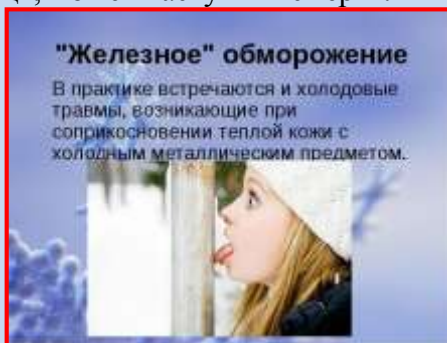 "Железное" обморожение
В практике встречаются и холодовые
травмы, возникающие при
соприкосновении теплой кожи с
холодным металлическим предметом.